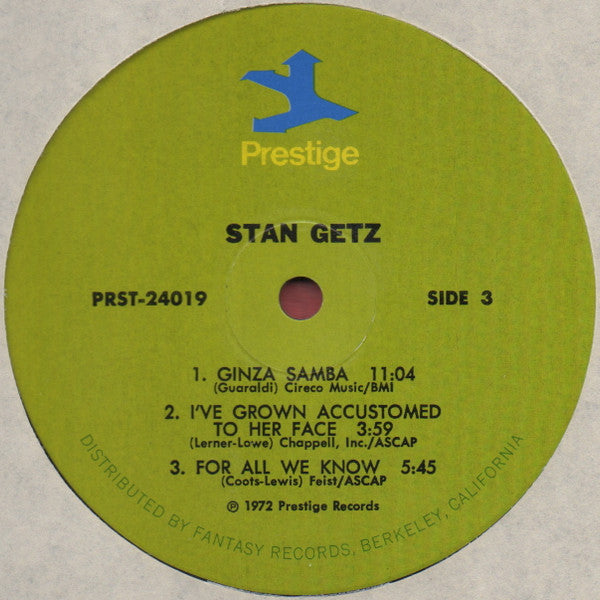 Prestige
STAN GETZ
PRST-24019
SIDE 3
1. GINZA SAMBA 11:04
(Guaraldi) Cireco Music/BMI
2. I'VE GROWN ACCUSTOMED
TO HER FACE 3:59
(Lerner-Lowe) Chappell, Inc./ASCAP
3. FOR ALL WE KNOW 5:45
(Coots-Lewis) Feist/ASCAP
℗ 1972 Prestige Records
DISTRIBUTED BY FANTASY RECORDS, BERKELEY, CALIFORNIA